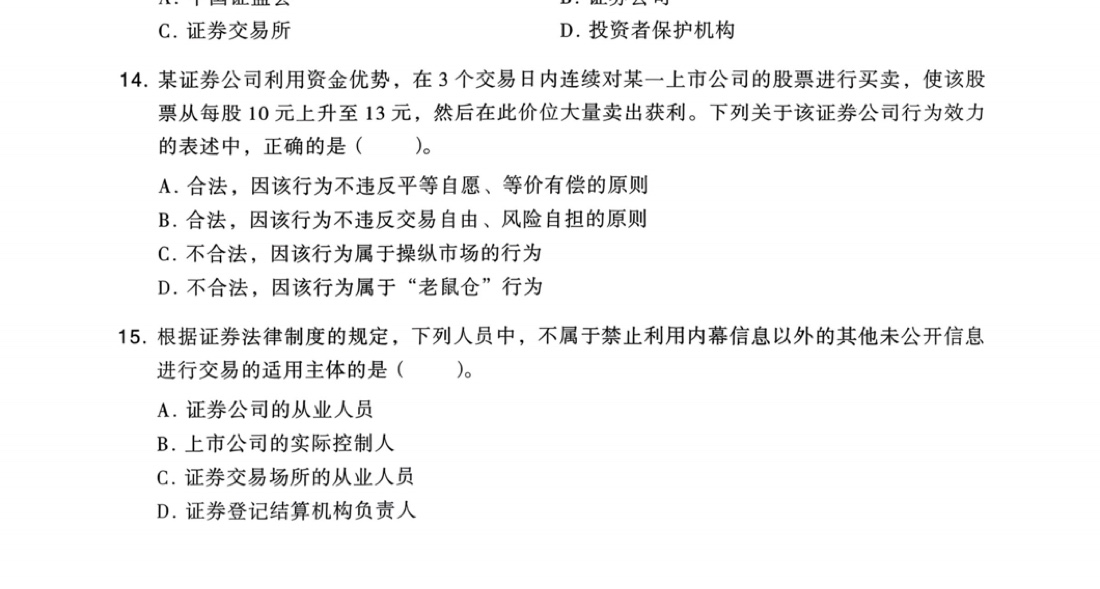 C. 证券交易所 D. 投资者保护机构
14. 某证券公司利用资金优势，在 3 个交易日内连续对某一上市公司的股票进行买卖，使该股
票从每股 10 元上升至 13 元，然后在此价位大量卖出获利。下列关于该证券公司行为效力
的表述中，正确的是（ ）。
A. 合法，因该行为不违反平等自愿、等价有偿的原则
B. 合法，因该行为不违反交易自由、风险自担的原则
C. 不合法，因该行为属于操纵市场的行为
D. 不合法，因该行为属于“老鼠仓”行为
15. 根据证券法律制度的规定，下列人员中，不属于禁止利用内幕信息以外的其他未公开信息
进行交易的适用主体的是（ ）。
A. 证券公司的从业人员
B. 上市公司的实际控制人
C. 证券交易场所的从业人员
D. 证券登记结算机构负责人